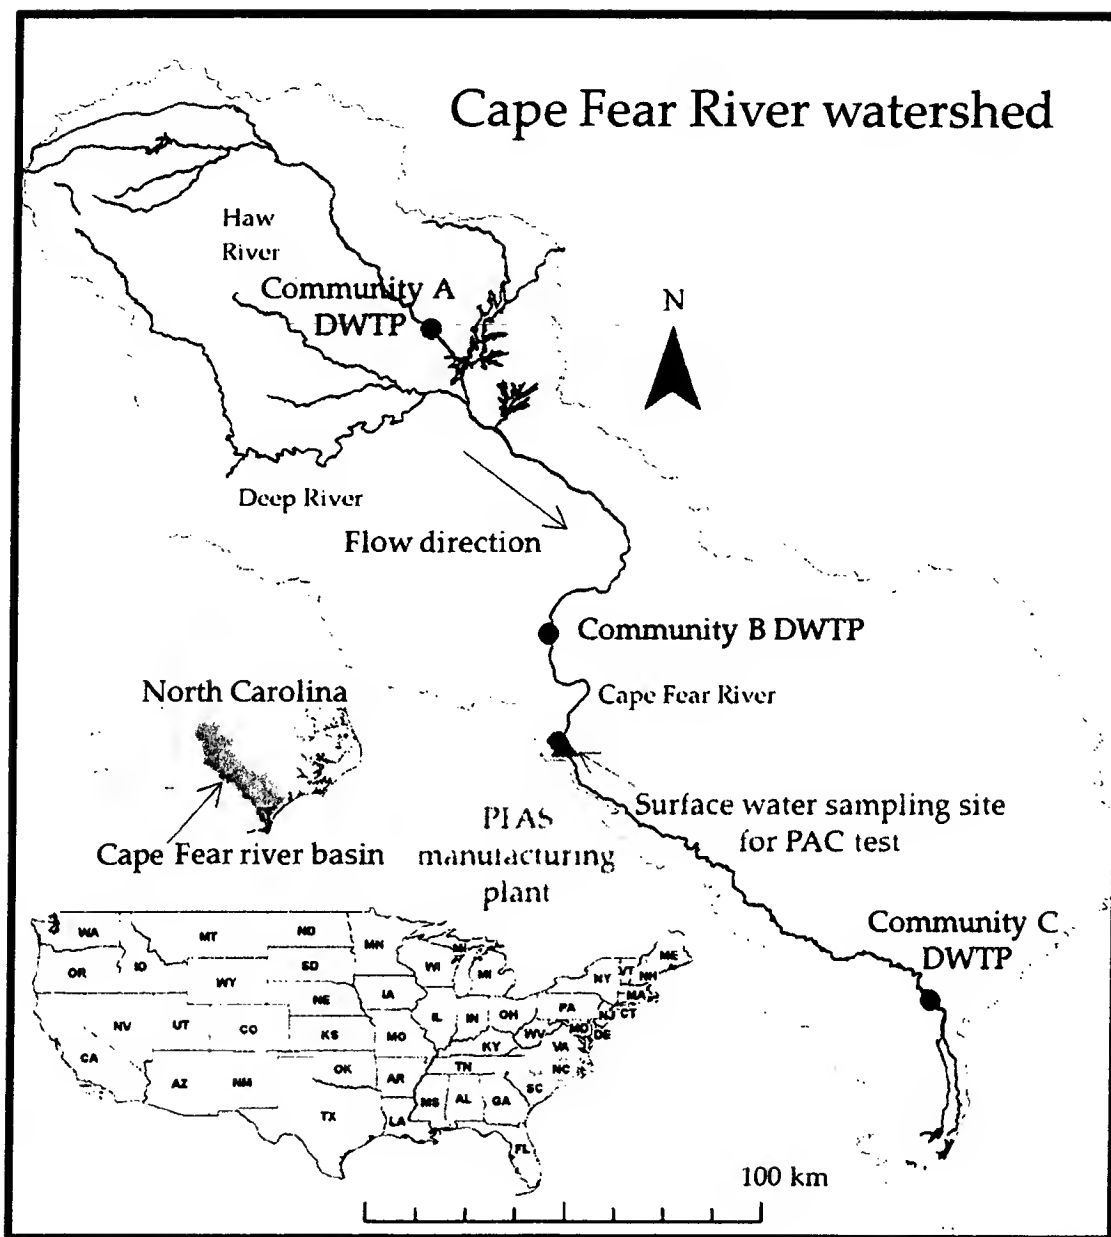 Cape Fear River watershed
Haw
River
Community A
DWTP
N
Deep River
Flow direction
Community B DWTP
North Carolina
Cape Fear River
Surface water sampling site
for PAC test
PFAS
manufacturing
plant
Cape Fear river basin
Community C
DWTP
WA
MT
ND
MN
OR
ID
WY
SD
WI
MI
MI
NY
VT
NH
ME
MA
CT
NV
UT
CO
NE
IA
IL
IN
OH
PA
NJ
MD
DE
CA
KS
MO
KY
WV
VA
AZ
NM
OK
AR
TN
NC
SC
TX
LA
MS
AL
GA
FL
100 km